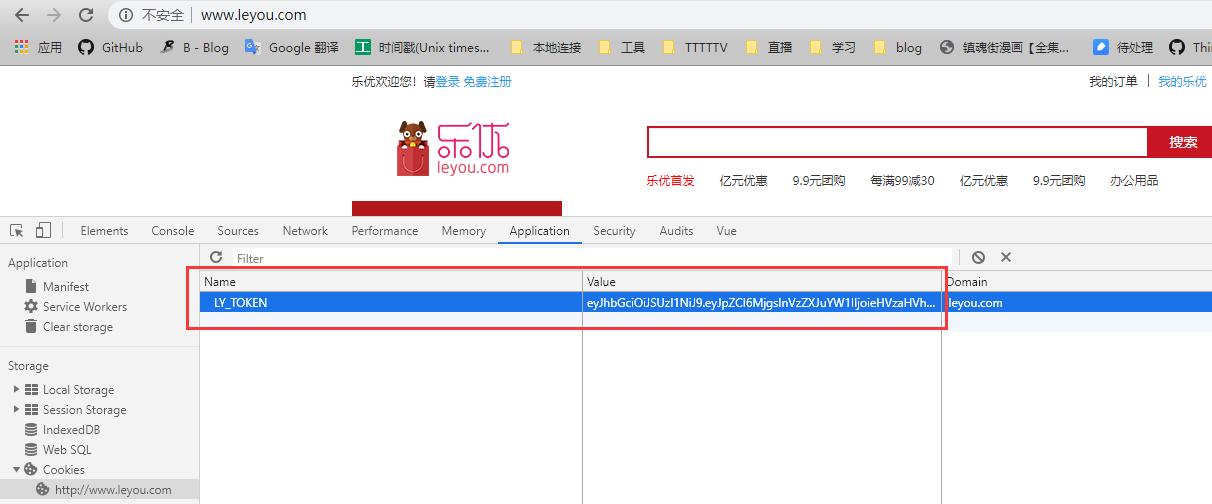 不安全 www.leyou.com
应用 GitHub B - Blog Google 翻译 时间戳(Unix times... 本地连接 工具 TTTTTV 直播 学习 blog 镇魂街漫画【全集... 待处理 Thi
乐优欢迎您！请登录 免费注册 我的订单 我的乐优
乐优
leyou.com
搜索
乐优首发 亿元优惠 9.9元团购 每满99减30 亿元优惠 9.9元团购 办公用品
Elements Console Sources Network Performance Memory Application Security Audits Vue
Application
Filter
Manifest
Service Workers
Clear storage
Name Value Domain
LY_TOKEN eyJhbGciOiJSUzI1NiJ9.eyJpZCI6MjgsInVzZXJuYW1lIjoieHVzaHVh... leyou.com
Storage
Local Storage
Session Storage
IndexedDB
Web SQL
Cookies
http://www.leyou.com